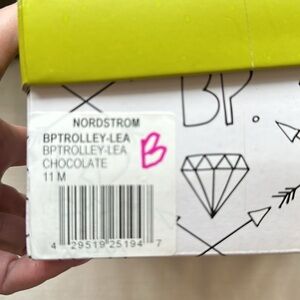 NORDSTROM
BPTROLLEY-LEA
BPTROLLEY-LEA
CHOCOLATE
11 M
B
4 29519 25194 7
BP.